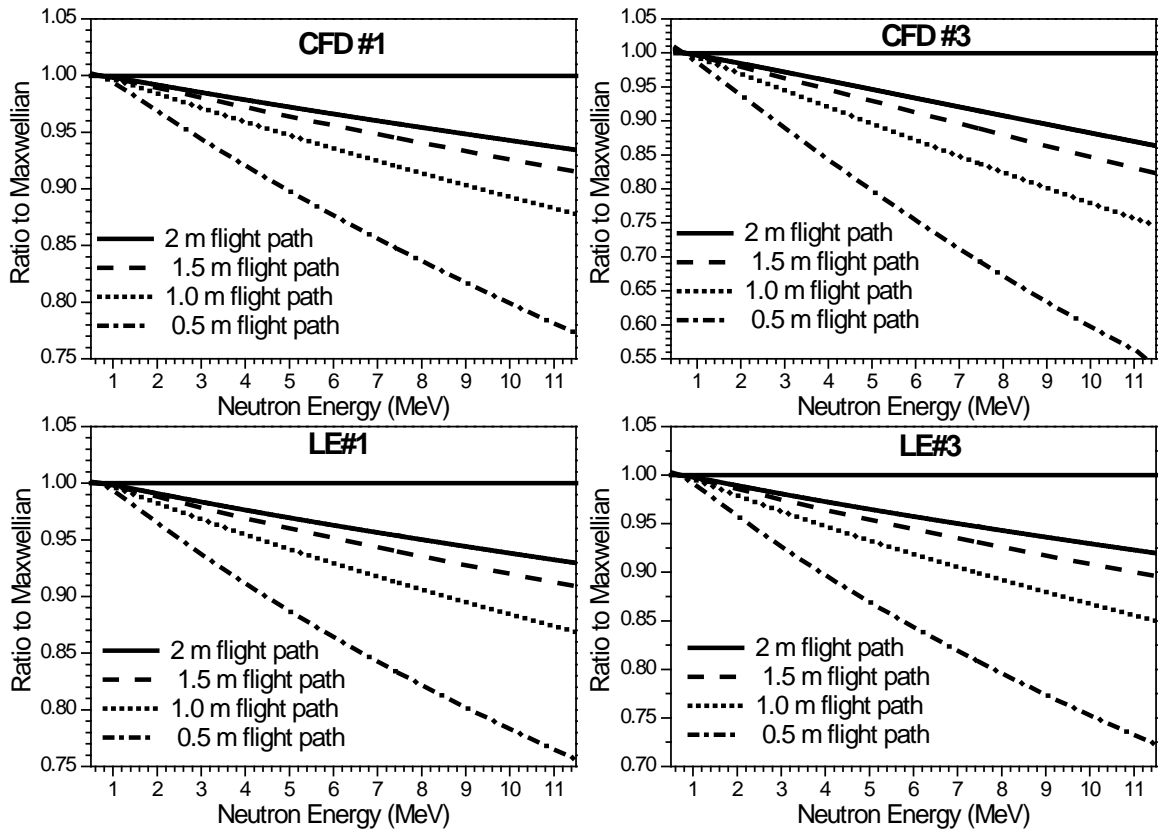 CFD #1
Ratio to Maxwellian
1.05
1.00
0.95
0.90
0.85
0.80
0.75
2 m flight path
1.5 m flight path
1.0 m flight path
0.5 m flight path
1 2 3 4 5 6 7 8 9 10 11
Neutron Energy (MeV)
CFD #3
Ratio to Maxwellian
1.05
1.00
0.95
0.90
0.85
0.80
0.75
0.70
0.65
0.60
0.55
2 m flight path
1.5 m flight path
1.0 m flight path
0.5 m flight path
1 2 3 4 5 6 7 8 9 10 11
Neutron Energy (MeV)
LE#1
Ratio to Maxwellian
1.05
1.00
0.95
0.90
0.85
0.80
0.75
2 m flight path
1.5 m flight path
1.0 m flight path
0.5 m flight path
1 2 3 4 5 6 7 8 9 10 11
Neutron Energy (MeV)
LE#3
Ratio to Maxwellian
1.05
1.00
0.95
0.90
0.85
0.80
0.75
0.70
2 m flight path
1.5 m flight path
1.0 m flight path
0.5 m flight path
1 2 3 4 5 6 7 8 9 10 11
Neutron Energy (MeV)